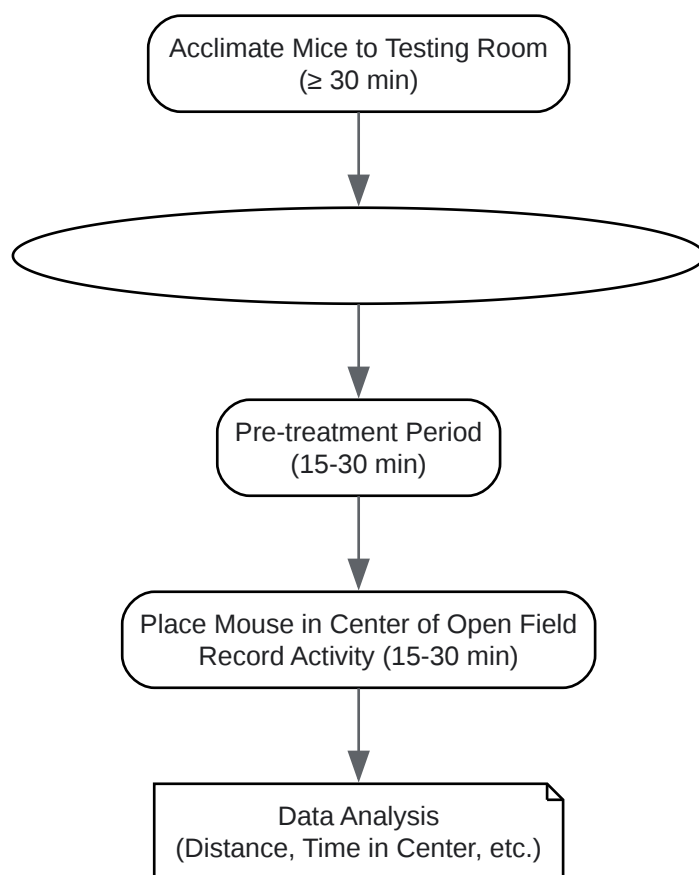 Acclimate Mice to Testing Room
(≥ 30 min)
Pre-treatment Period
(15-30 min)
Place Mouse in Center of Open Field
Record Activity (15-30 min)
Data Analysis
(Distance, Time in Center, etc.)